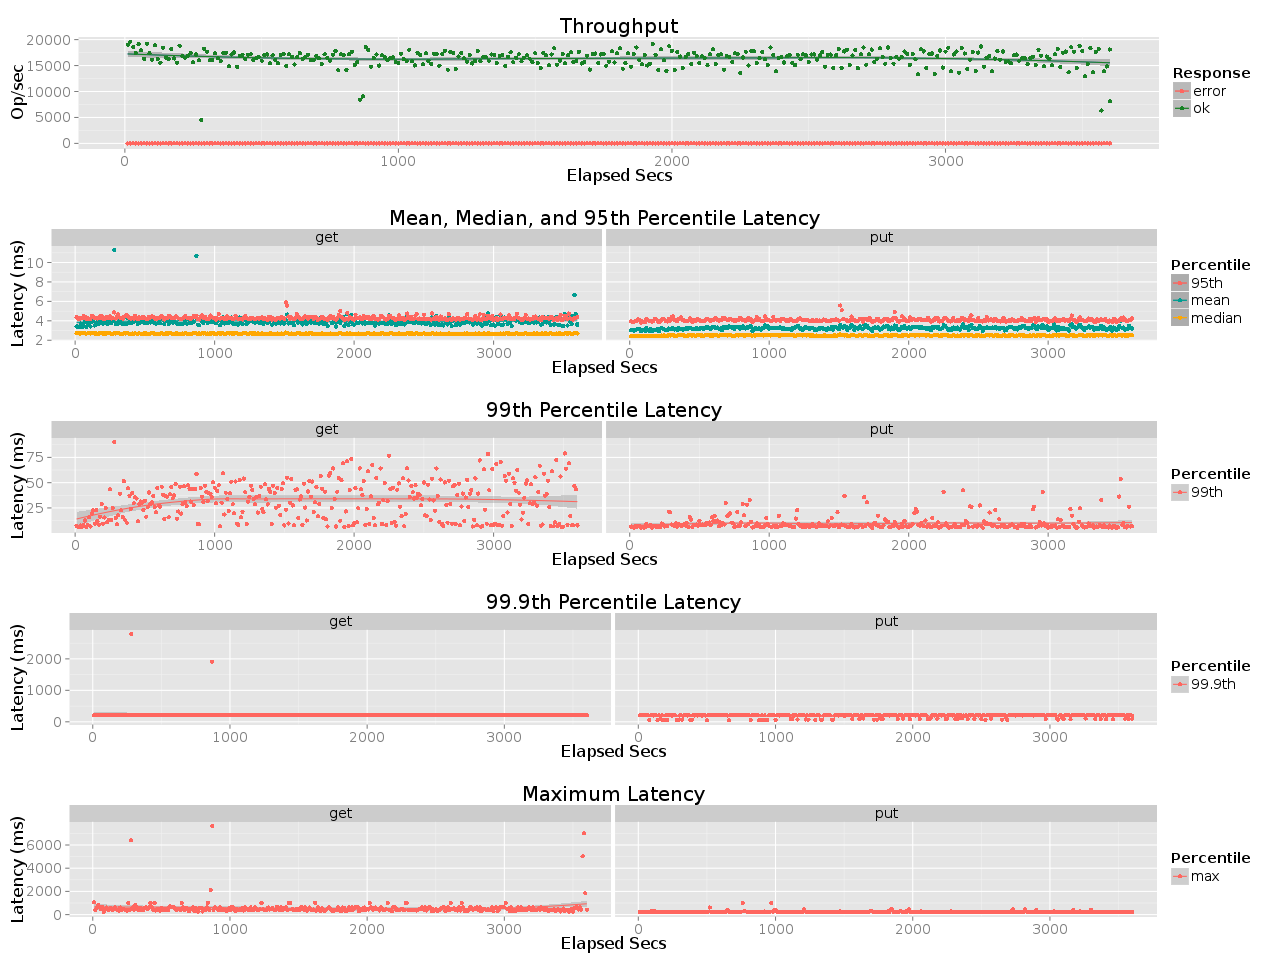 Throughput
Op/sec
20000
15000
10000
5000
0
0 1000 2000 3000
Elapsed Secs
Response
error
ok
Mean, Median, and 95th Percentile Latency
get put
Latency (ms)
10
8
6
4
2
0 1000 2000 3000 0 1000 2000 3000
Elapsed Secs
Percentile
95th
mean
median
99th Percentile Latency
get put
Latency (ms)
75
50
25
0 1000 2000 3000 0 1000 2000 3000
Elapsed Secs
Percentile
99th
99.9th Percentile Latency
get put
Latency (ms)
2000
1000
0
0 1000 2000 3000 0 1000 2000 3000
Elapsed Secs
Percentile
99.9th
Maximum Latency
get put
Latency (ms)
6000
4000
2000
0
0 1000 2000 3000 0 1000 2000 3000
Elapsed Secs
Percentile
max